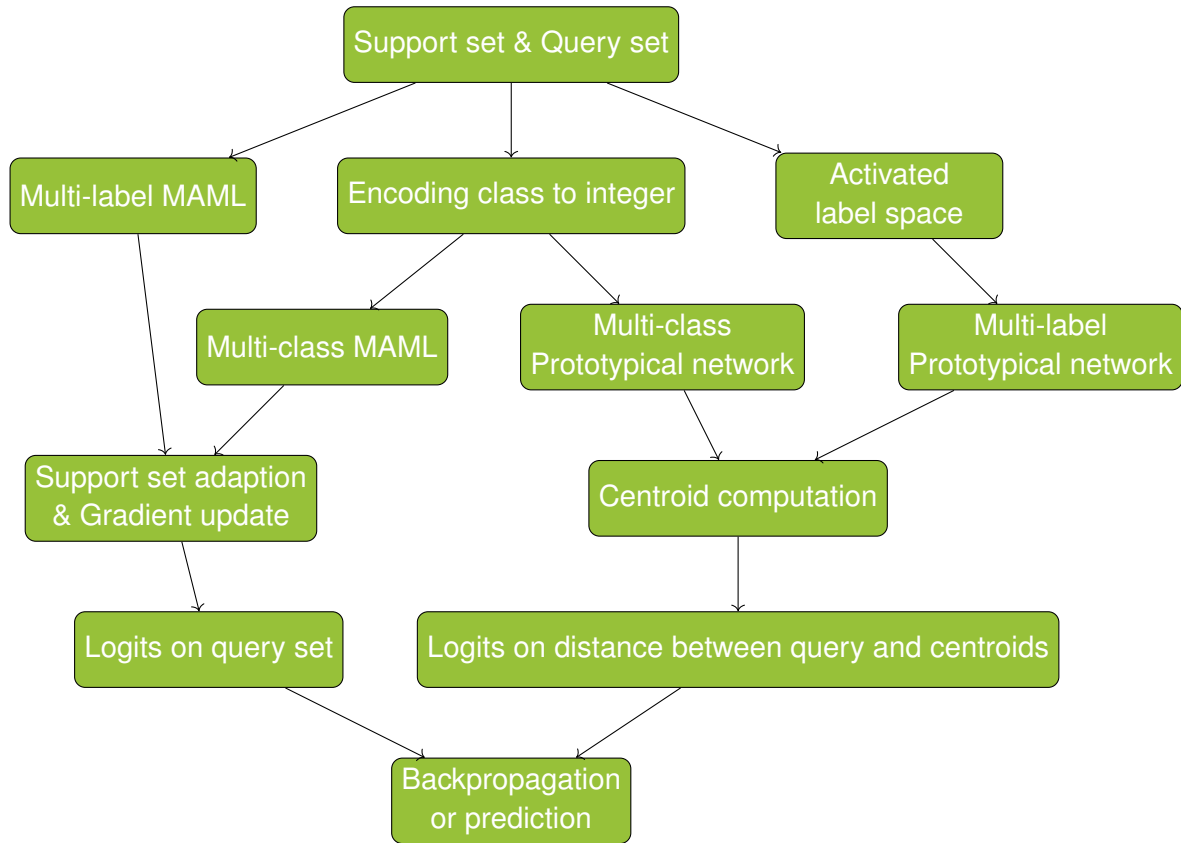 Support set & Query set
Multi-label MAML
Encoding class to integer
Activated
label space
Multi-class MAML
Multi-class
Prototypical network
Multi-label
Prototypical network
Support set adaption
& Gradient update
Centroid computation
Logits on query set
Logits on distance between query and centroids
Backpropagation
or prediction